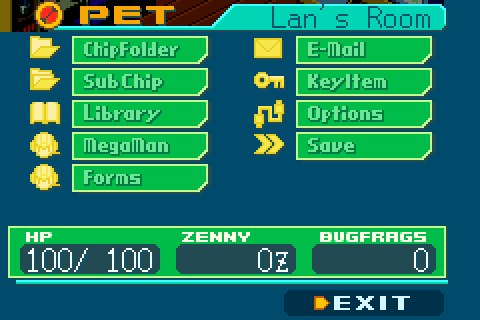 PET
Lan's Room
ChipFolder
E-Mail
SubChip
KeyItem
Library
Options
MegaMan
Save
Forms
HP
ZENNY
BUGFRAGS
100/ 100
0z
0
EXIT